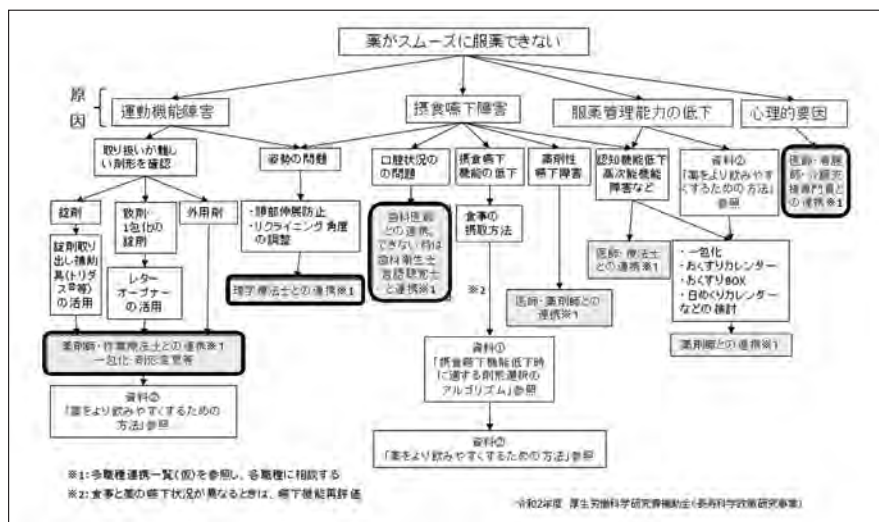 薬がスムーズに服薬できない
原因
運動機能障害
摂食嚥下障害
服薬管理能力の低下
心理的要因
取り扱いが難し
い剤形を確認
姿勢の問題
口腔状況の
の問題
摂食嚥下
機能の低下
薬剤性
嚥下障害
認知機能低下
高次脳機能
障害など
資料②
「薬をより飲みやす
くするための方法」
参照
医師・看護
師・介護支
援専門員と
の連携※1
錠剤
散剤・
1包化の
錠剤
外用剤
・頸部伸展防止
・リクライニング角度
の調整
歯科医師
との連携。
できない時は
歯科衛生士
言語聴覚士
と連携※1
食事の
摂取方法
錠剤取り
出し補助
具(トリダ
ス®等)の
の活用
レター
オープナー
の活用
理学療法士との連携※1
※2
医師・薬剤師との
連携※1
医師・療法士
との連携※1
・一包化
・おくすりカレンダー
・おくすりBOX
・日めくりカレンダー
などの検討
薬剤師との連携※1
薬剤師・作業療法士との連携※1
一包化・剤形変更等
資料①
「摂食嚥下機能低下時
に適する剤形選択の
アルゴリズム」参照
資料②
「薬をより飲みやすくするための
方法」参照
資料②
「薬をより飲みやすくするための方法」参照
※1:多職種連携一覧(仮)を参照し、各職種に相談する
※2:食事と薬の嚥下状況が異なるときは、嚥下機能再評価
令和2年度 厚生労働科学研究費補助金(長寿科学政策研究事業)